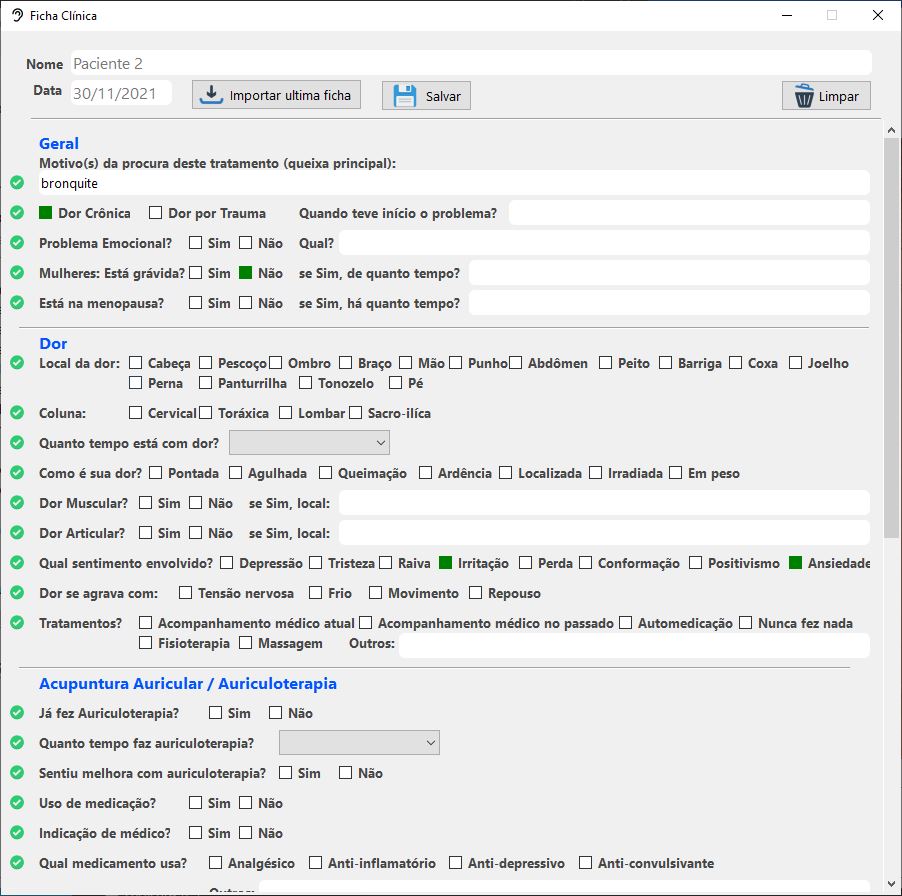 Ficha Clínica
Nome Paciente 2
Data 30/11/2021 Importar ultima ficha Salvar Limpar
Geral
Motivo(s) da procura deste tratamento (queixa principal):
bronquite
Dor Crônica Dor por Trauma Quando teve início o problema?
Problema Emocional? Sim Não Qual?
Mulheres: Está grávida? Sim Não se Sim, de quanto tempo?
Está na menopausa? Sim Não se Sim, há quanto tempo?
Dor
Local da dor: Cabeça Pescoço Ombro Braço Mão Punho Abdômen Peito Barriga Coxa Joelho
Perna Panturrilha Tonozelo Pé
Coluna: Cervical Toráxica Lombar Sacro-ilíca
Quanto tempo está com dor?
Como é sua dor? Pontada Agulhada Queimação Ardência Localizada Irradiada Em peso
Dor Muscular? Sim Não se Sim, local:
Dor Articular? Sim Não se Sim, local:
Qual sentimento envolvido? Depressão Tristeza Raiva Irritação Perda Conformação Positivismo Ansiedade
Dor se agrava com: Tensão nervosa Frio Movimento Repouso
Tratamentos? Acompanhamento médico atual Acompanhamento médico no passado Automedicação Nunca fez nada
Fisioterapia Massagem Outros:
Acupuntura Auricular / Auriculoterapia
Já fez Auriculoterapia? Sim Não
Quanto tempo faz auriculoterapia?
Sentiu melhora com auriculoterapia? Sim Não
Uso de medicação? Sim Não
Indicação de médico? Sim Não
Qual medicamento usa? Analgésico Anti-inflamatório Anti-depressivo Anti-convulsivante
Outros: